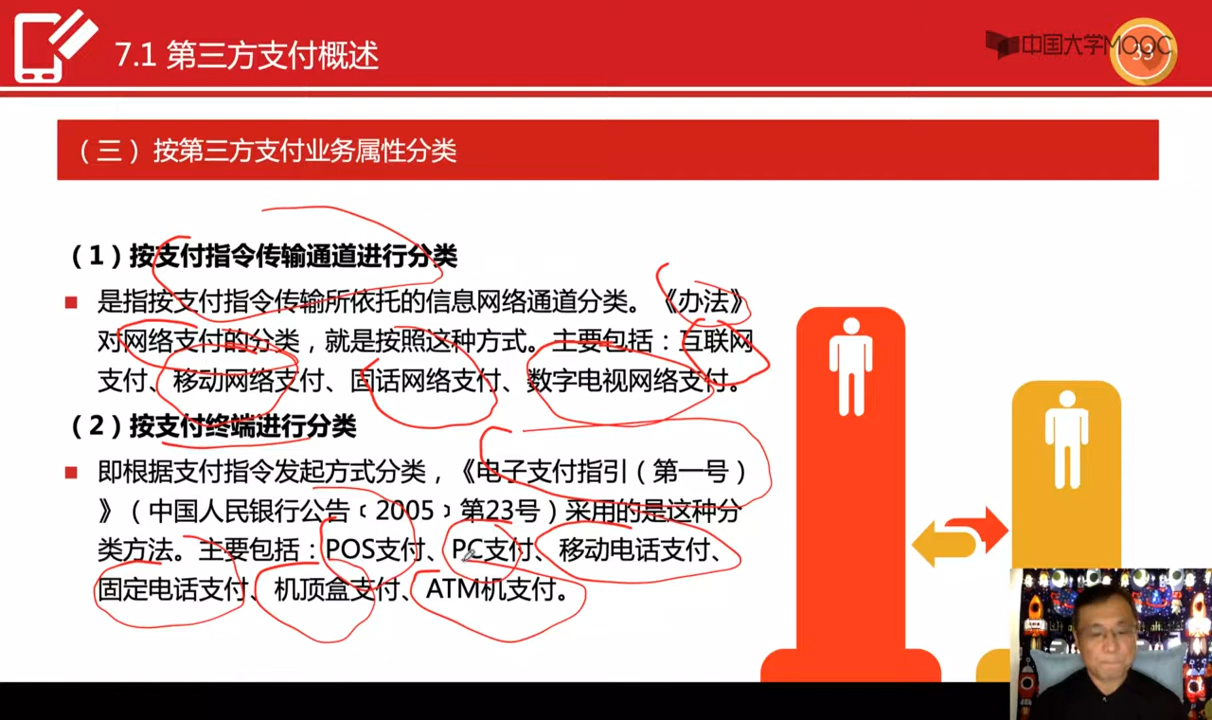 7.1 第三方支付概述
中国大学MOOC
33
（三）按第三方支付业务属性分类
（1）按支付指令传输通道进行分类
是指按支付指令传输所依托的信息网络通道分类。《办法》
对网络支付的分类，就是按照这种方式。主要包括：互联网
支付、移动网络支付、固话网络支付、数字电视网络支付。
（2）按支付终端进行分类
即根据支付指令发起方式分类，《电子支付指引（第一号）
》（中国人民银行公告﹝2005﹞第23号）采用的是这种分
类方法。主要包括：POS支付、PC支付、移动电话支付、
固定电话支付、机顶盒支付、ATM机支付。